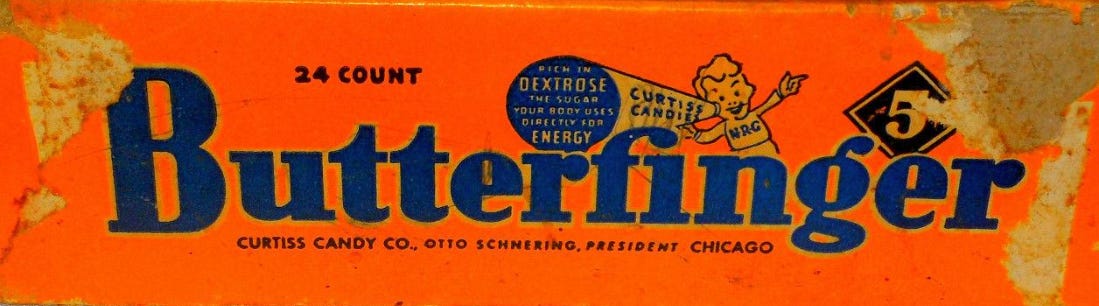 24 COUNT
RICH IN
DEXTROSE
THE SUGAR
YOUR BODY USES
DIRECTLY FOR
ENERGY
CURTISS
CANDIES
N-R-G
5
Butterfinger
CURTISS CANDY CO., OTTO SCHNERING, PRESIDENT CHICAGO